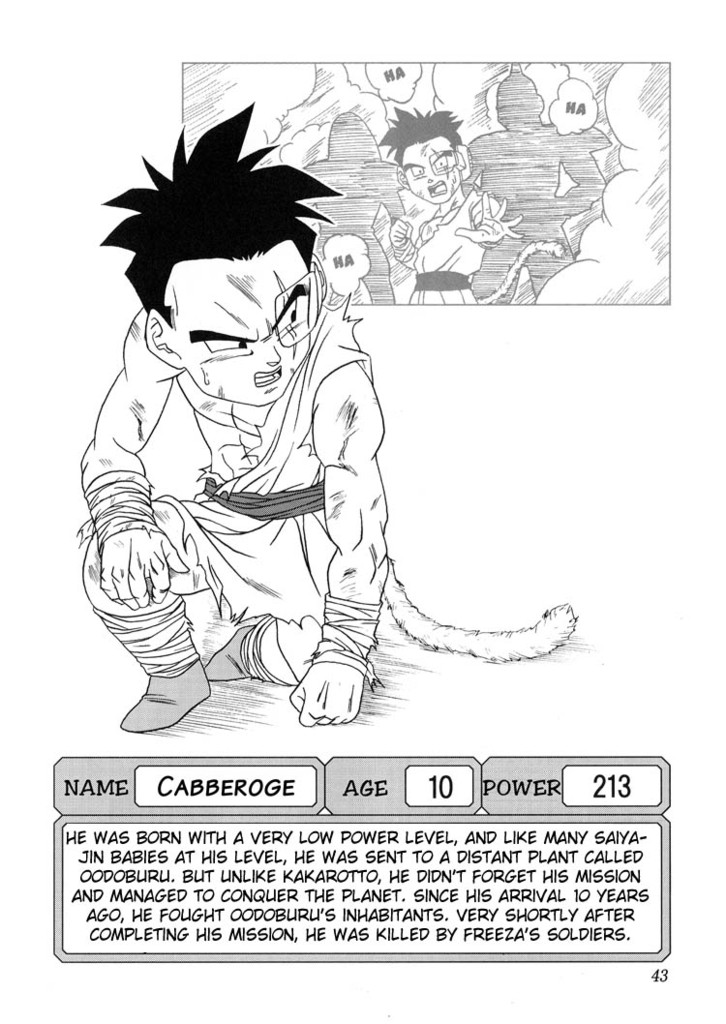 HA
HA
HA
NAME CABBEROGE AGE 10 POWER 213
HE WAS BORN WITH A VERY LOW POWER LEVEL, AND LIKE MANY SAIYA-
JIN BABIES AT HIS LEVEL, HE WAS SENT TO A DISTANT PLANT CALLED
OODOBURU. BUT UNLIKE KAKAROTTO, HE DIDN'T FORGET HIS MISSION
AND MANAGED TO CONQUER THE PLANET. SINCE HIS ARRIVAL 10 YEARS
AGO, HE FOUGHT OODOBURU'S INHABITANTS. VERY SHORTLY AFTER
COMPLETING HIS MISSION, HE WAS KILLED BY FREEZA'S SOLDIERS.
43